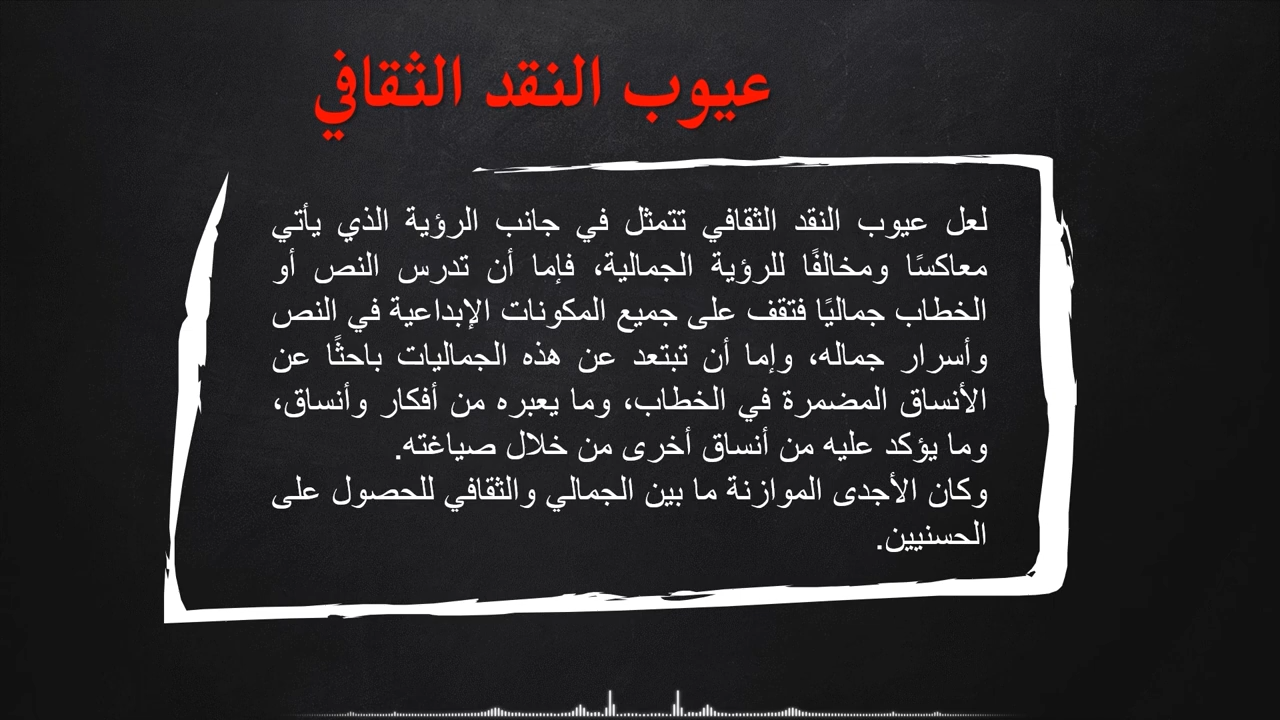 عيوب النقد الثقافي
لعل عيوب النقد الثقافي تتمثل في جانب الرؤية الذي يأتي
معاكسًا ومخالفًا للرؤية الجمالية، فإما أن تدرس النص أو
الخطاب جماليًا فتقف على جميع المكونات الإبداعية في النص
وأسرار جماله، وإما أن تبتعد عن هذه الجماليات باحثًا عن
الأنساق المضمرة في الخطاب، وما يعبره من أفكار وأنساق،
وما يؤكد عليه من أنساق أخرى من خلال صياغته.
وكان الأجدى الموازنة ما بين الجمالي والثقافي للحصول على
الحسنيين.